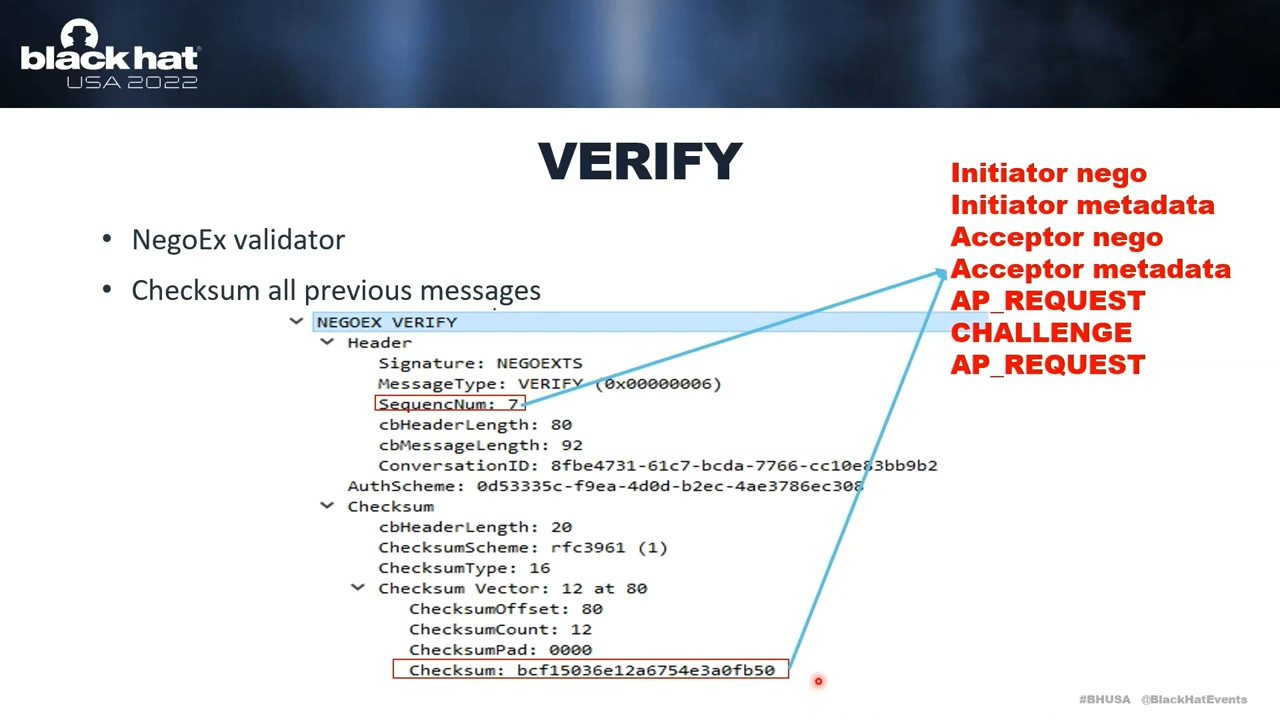 black hat
USA 2022
VERIFY
• NegoEx validator
• Checksum all previous messages
NEGOEX VERIFY
Header
Signature: NEGOEXTS
MessageType: VERIFY (0x00000006)
SequencNum: 7
cbHeaderLength: 80
cbMessageLength: 92
ConversationID: 8fbe4731-61c7-bcda-7766-cc10e83bb9b2
AuthScheme: 0d53335c-f9ea-4d0d-b2ec-4ae3786ec308
Checksum
cbHeaderLength: 20
ChecksumScheme: rfc3961 (1)
ChecksumType: 16
Checksum Vector: 12 at 80
ChecksumOffset: 80
ChecksumCount: 12
ChecksumPad: 0000
Checksum: bcf15036e12a6754e3a0fb50
Initiator nego
Initiator metadata
Acceptor nego
Acceptor metadata
AP_REQUEST
CHALLENGE
AP_REQUEST
#BHUSA @BlackHatEvents